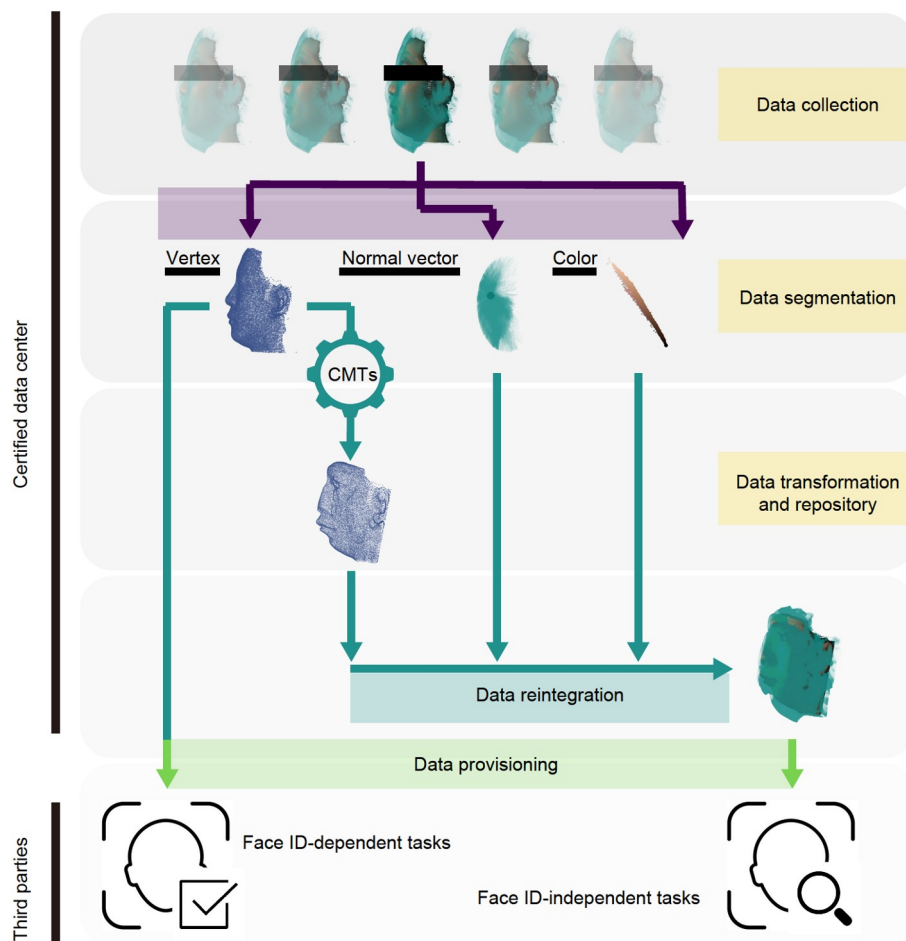 Data collection
Vertex
Normal vector
Color
Data segmentation
CMTs
Certified data center
Data transformation
and repository
Data reintegration
Data provisioning
Face ID-dependent tasks
Third parties
Face ID-independent tasks